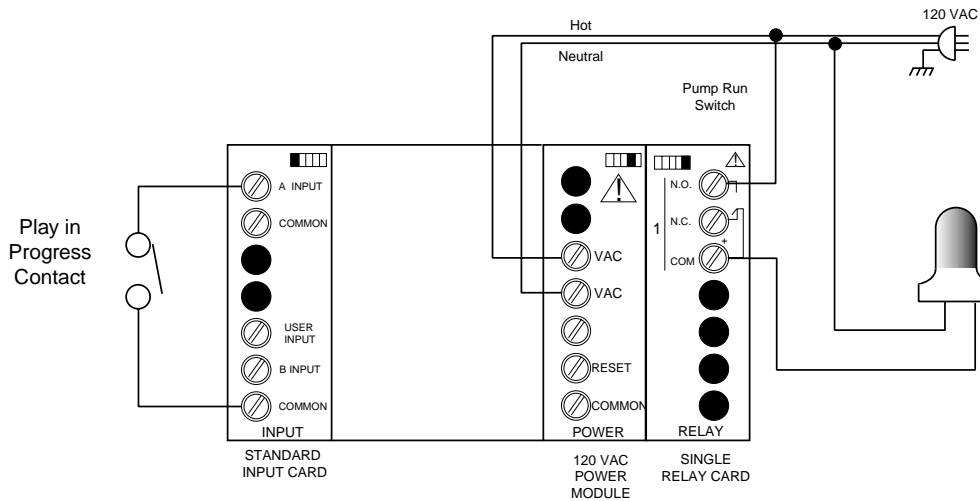 120 VAC
Hot
Neutral
Pump Run
Switch
Play in
Progress
Contact
A INPUT
COMMON
USER
INPUT
B INPUT
COMMON
INPUT
STANDARD
INPUT CARD
VAC
VAC
RESET
COMMON
POWER
120 VAC
POWER
MODULE
1
N.O.
N.C.
+
COM
RELAY
SINGLE
RELAY CARD